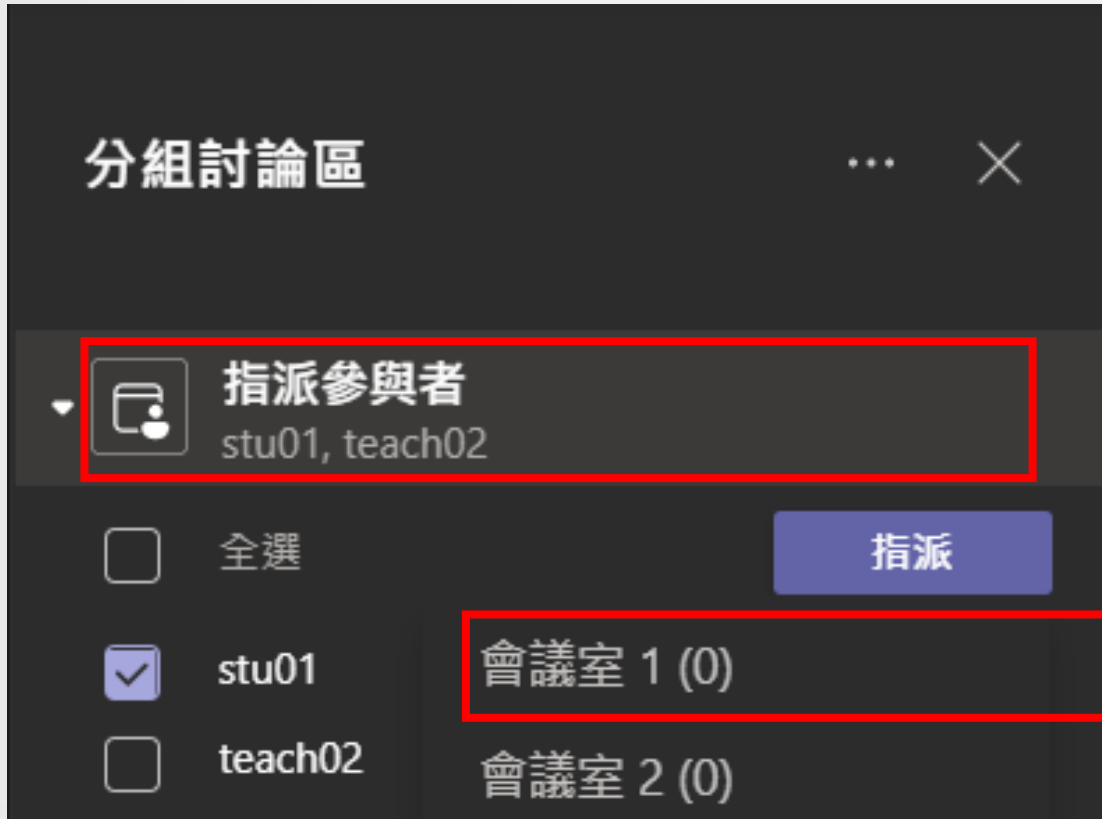 分組討論區
指派參與者
stu01, teach02
全選 指派
stu01 會議室 1 (0)
teach02 會議室 2 (0)